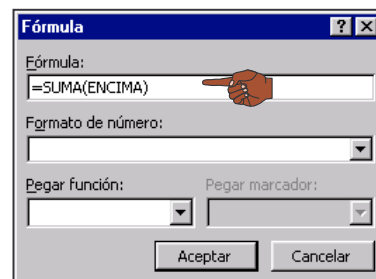 Fórmula
Fórmula:
=SUMA(ENCIMA)
Formato de número:
Pegar función:
Pegar marcador:
Aceptar
Cancelar